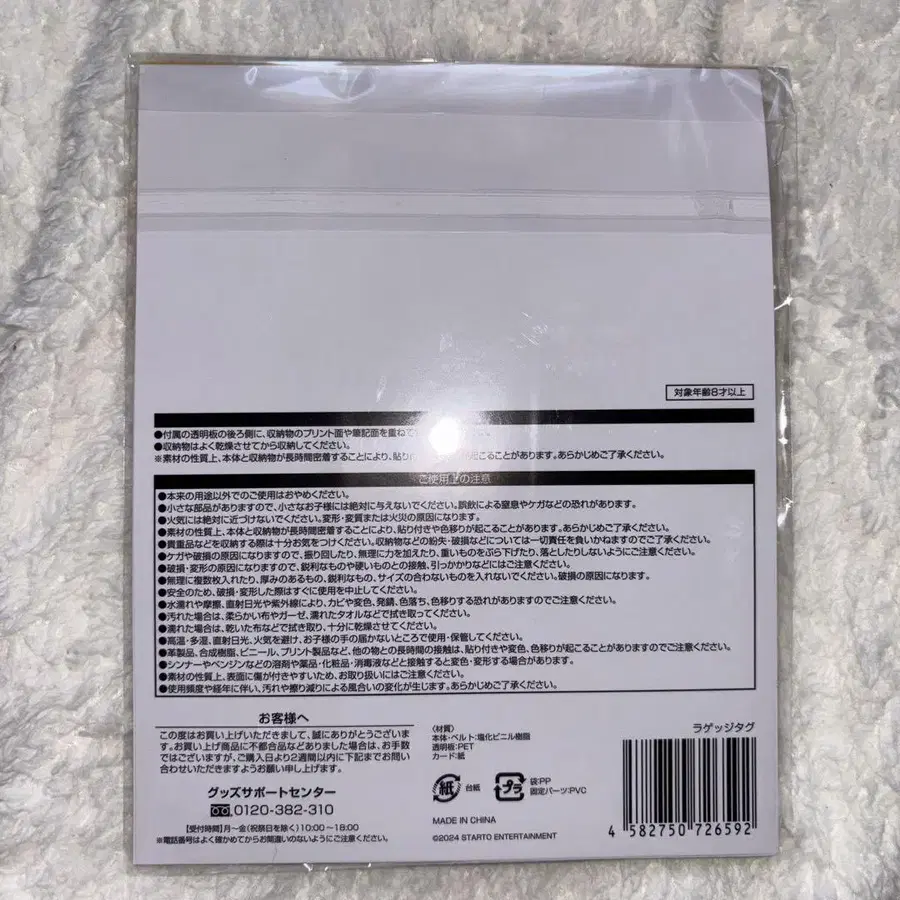 対象年齢8才以上
●付属の透明板の後ろ側に、収納物のプリント面や筆記面を重ねて
●収納物はよく乾燥させてから収納してください。
※素材の性質上、本体と収納物が長時間密着することにより、貼り付 起こることがあります。あらかじめご了承ください。
ご使用上の注意
●本来の用途以外でのご使用はおやめください。
●小さな部品がありますので、小さなお子様には絶対に与えないでください。誤飲による窒息やケガなどの恐れがあります。
●火気には絶対に近づけないでください。変形・変質または火災の原因になります。
●素材の性質上、本体と収納物が長時間密着することにより、貼り付きや色移りが起こることがあります。あらかじめご了承ください。
●貴重品などを収納する際は十分お気をつけください。収納物などの紛失・破損などについては一切責任を負いかねますのでご了承ください。
●ケガや破損の原因になりますので、振り回したり、無理に力を加えたり、重いものをぶら下げたり、落としたりしないようにご注意ください。
●破損・変形の原因になりますので、鋭利なものや硬いものとの接触、引っかかりなどにはご注意ください。
●無理に複数枚入れたり、厚みのあるもの、鋭利なもの、サイズの合わないものを入れないでください。破損の原因になります。
●安全のため、破損・変形した際はすぐに使用を中止してください。
●水濡れや摩擦、直射日光や紫外線により、カビや変色、発錆、色落ち、色移りする恐れがありますのでご注意ください。
●汚れた場合は、柔らかい布やガーゼ、濡れたタオルなどで拭き取ってください。
●濡れた場合は、乾いた布などで拭き取り、十分に乾燥させてください。
●高温・多湿、直射日光、火気を避け、お子様の手の届かないところで使用・保管してください。
●革製品、合成樹脂、ビニール、プリント製品など、他の物との長時間の接触は、貼り付きや変色、色移りが起こることがありますのでご注意ください。
●シンナーやベンジンなどの溶剤や薬品・化粧品・消毒液などと接触すると変色・変形する場合があります。
●素材の性質上、表面に傷が付きやすいため、お取り扱いにはご注意ください。
●使用頻度や経年に伴い、汚れや擦り減りによる風合いの変化が生じます。あらかじめご了承ください。
お客様へ
この度はお買い上げいただきまして、誠にありがとうございま
す。お買い上げ商品に不都合品などありました場合は、お手数
ではございますが、ご購入日より2週間以内に下記までお問い
合わせいただきますようお願い申し上げます。
グッズサポートセンター
0120-382-310
【受付時間】月~金(祝祭日を除く)10:00~18:00
※電話番号はよく確かめてからお間違いのないようにご注意ください。
〈材質〉
本体・ベルト:塩化ビニル樹脂
透明板:PET
カード:紙
紙 台紙
プラ 袋:PP
固定パーツ:PVC
MADE IN CHINA
©2024 STARTO ENTERTAINMENT
ラゲッジタグ
4 582750 726592